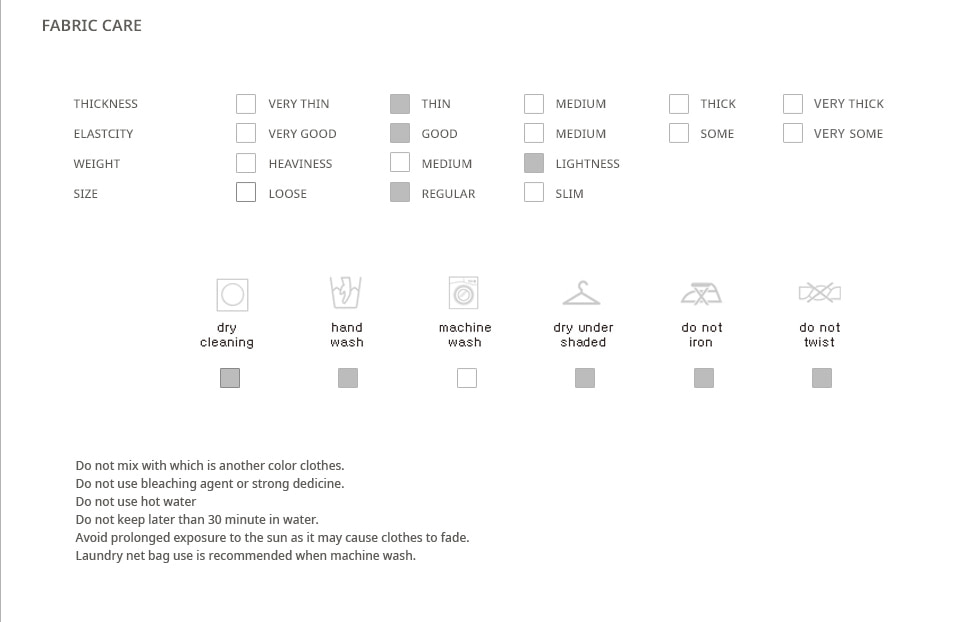 FABRIC CARE
THICKNESS VERY THIN THIN MEDIUM THICK VERY THICK
ELASTCITY VERY GOOD GOOD MEDIUM SOME VERY SOME
WEIGHT HEAVINESS MEDIUM LIGHTNESS
SIZE LOOSE REGULAR SLIM
dry hand machine dry under do not do not
cleaning wash wash shaded iron twist
Do not mix with which is another color clothes.
Do not use bleaching agent or strong dedicine.
Do not use hot water
Do not keep later than 30 minute in water.
Avoid prolonged exposure to the sun as it may cause clothes to fade.
Laundry net bag use is recommended when machine wash.